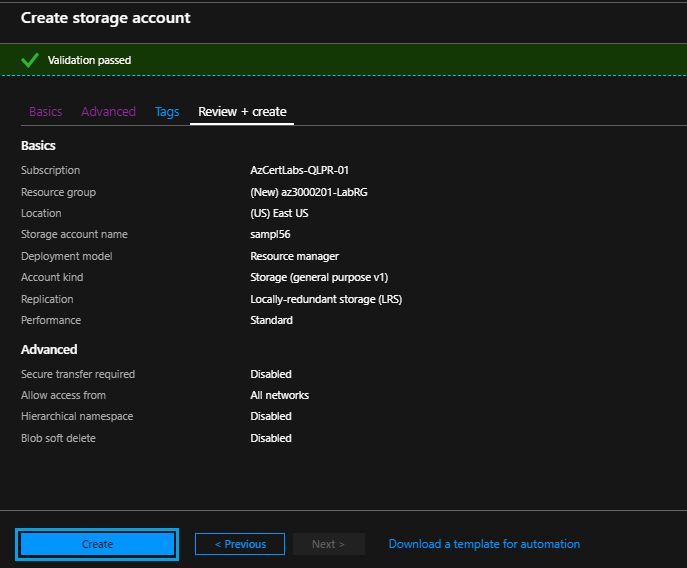 Create storage account
Validation passed
Basics Advanced Tags Review + create
Basics
Subscription AzCertLabs-QLPR-01
Resource group (New) az3000201-LabRG
Location (US) East US
Storage account name sampl56
Deployment model Resource manager
Account kind Storage (general purpose v1)
Replication Locally-redundant storage (LRS)
Performance Standard
Advanced
Secure transfer required Disabled
Allow access from All networks
Hierarchical namespace Disabled
Blob soft delete Disabled
Create < Previous Next > Download a template for automation